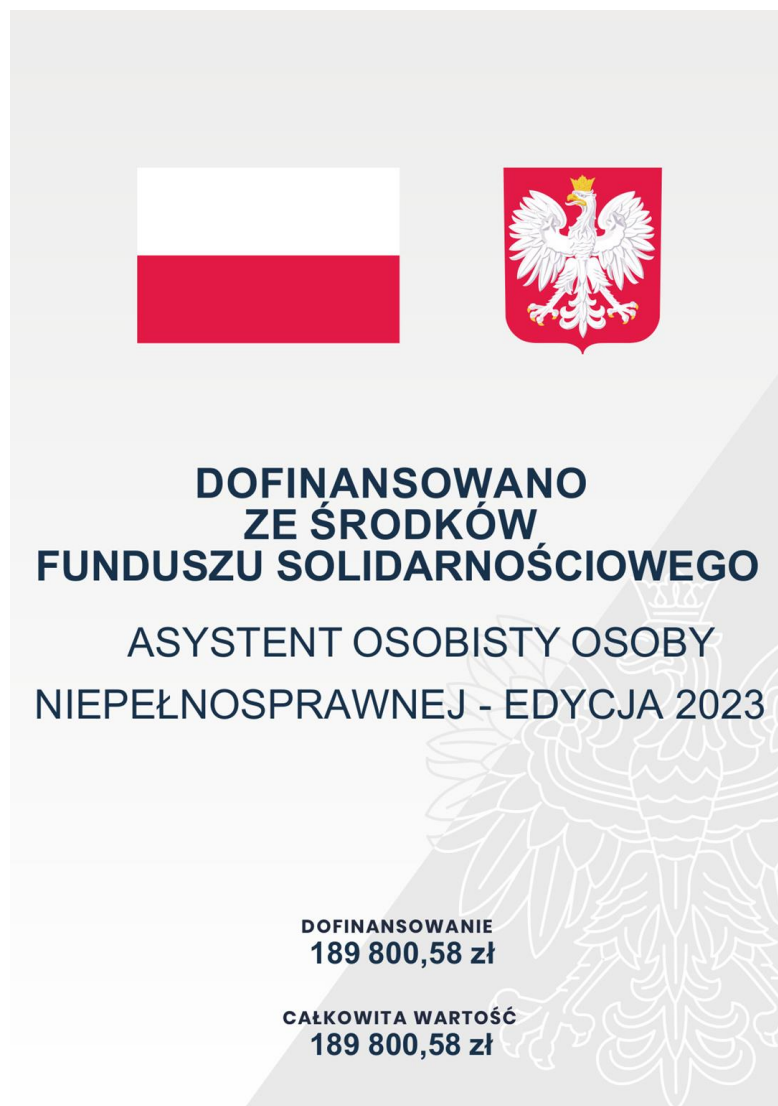 DOFINANSOWANO
ZE ŚRODKÓW
FUNDUSZU SOLIDARNOŚCIOWEGO
ASYSTENT OSOBISTY OSOBY
NIEPEŁNOSPRAWNEJ - EDYCJA 2023
DOFINANSOWANIE
189 800,58 zł
CAŁKOWITA WARTOŚĆ
189 800,58 zł